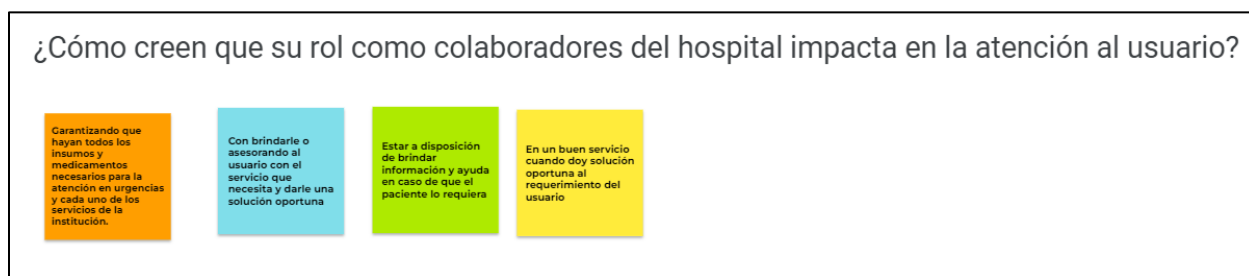 ¿Cómo creen que su rol como colaboradores del hospital impacta en la atención al usuario?
Garantizando que
hayan todos los
insumos y
medicamentos
necesarios para la
atención en urgencias
y cada uno de los
servicios de la
institución.
Con brindarle o
asesorando al
usuario con el
servicio que
necesita y darle una
solución oportuna
Estar a disposición
de brindar
información y ayuda
en caso de que el
paciente lo requiera
En un buen servicio
cuando doy solución
oportuna al
requerimiento del
usuario